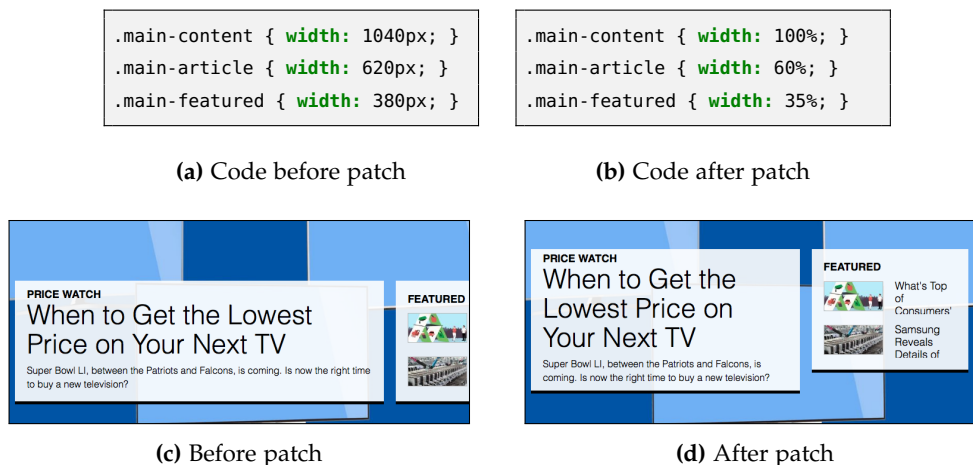 .main-content { width: 1040px; }
.main-article { width: 620px; }
.main-featured { width: 380px; }
(a) Code before patch
.main-content { width: 100%; }
.main-article { width: 60%; }
.main-featured { width: 35%; }
(b) Code after patch
PRICE WATCH
When to Get the Lowest
Price on Your Next TV
Super Bowl LI, between the Patriots and Falcons, is coming. Is now the right time
to buy a new television?
FEATURED
(c) Before patch
PRICE WATCH
When to Get the
Lowest Price on
Your Next TV
Super Bowl LI, between the Patriots and Falcons, is
coming. Is now the right time to buy a new television?
FEATURED
What's Top
of
Consumers'
Samsung
Reveals
Details of
(d) After patch